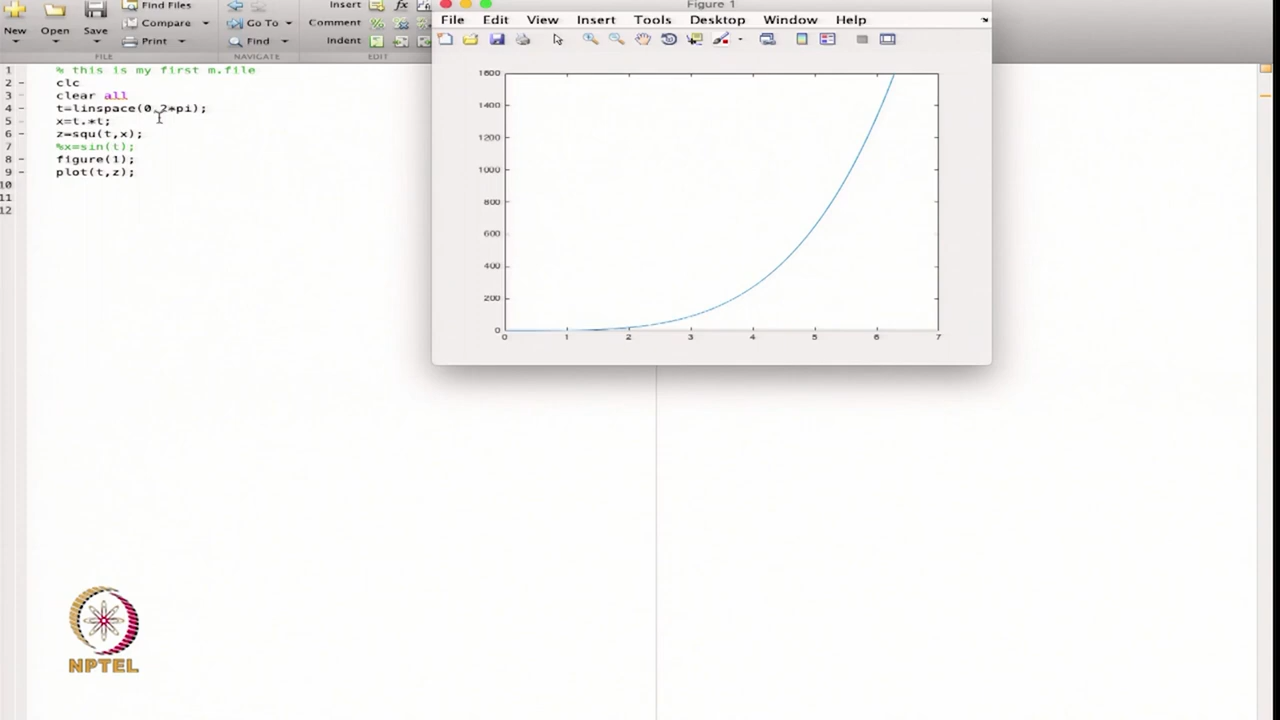 Find Files
Insert
fx
Compare
Comment
Go To
New
Open
Save
Print
Indent
Find
FILE
NAVIGATE
EDIT
Figure 1
File Edit View Insert Tools Desktop Window Help
1 % this is my first m.file
2 - clc
3 - clear all
4 - t=linspace(0,2*pi);
5 - x=t.*t;
6 - z=squ(t,x);
7 %x=sin(t);
8 - figure(1);
9 - plot(t,z);
10
11
12
1600
1400
1200
1000
800
600
400
200
0
0 1 2 3 4 5 6 7
NPTEL